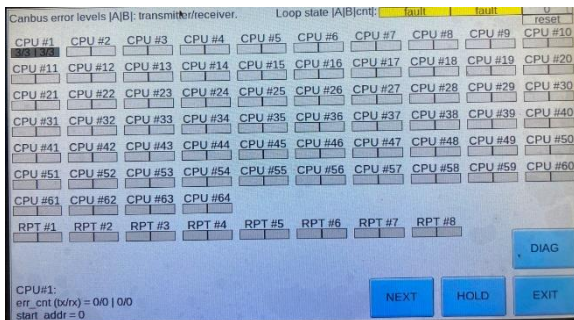 Canbus error levels |A|B|: transmitter/receiver. Loop state |A|B|cnt|: fault fault 0
reset
CPU #1 CPU #2 CPU #3 CPU #4 CPU #5 CPU #6 CPU #7 CPU #8 CPU #9 CPU #10
3/3 | 3/3
CPU #11 CPU #12 CPU #13 CPU #14 CPU #15 CPU #16 CPU #17 CPU #18 CPU #19 CPU #20
CPU #21 CPU #22 CPU #23 CPU #24 CPU #25 CPU #26 CPU #27 CPU #28 CPU #29 CPU #30
CPU #31 CPU #32 CPU #33 CPU #34 CPU #35 CPU #36 CPU #37 CPU #38 CPU #39 CPU #40
CPU #41 CPU #42 CPU #43 CPU #44 CPU #45 CPU #46 CPU #47 CPU #48 CPU #49 CPU #50
CPU #51 CPU #52 CPU #53 CPU #54 CPU #55 CPU #56 CPU #57 CPU #58 CPU #59 CPU #60
CPU #61 CPU #62 CPU #63 CPU #64
RPT #1 RPT #2 RPT #3 RPT #4 RPT #5 RPT #6 RPT #7 RPT #8
DIAG
CPU#1:
err_cnt (tx/rx) = 0/0 | 0/0
start_addr = 0
NEXT HOLD EXIT